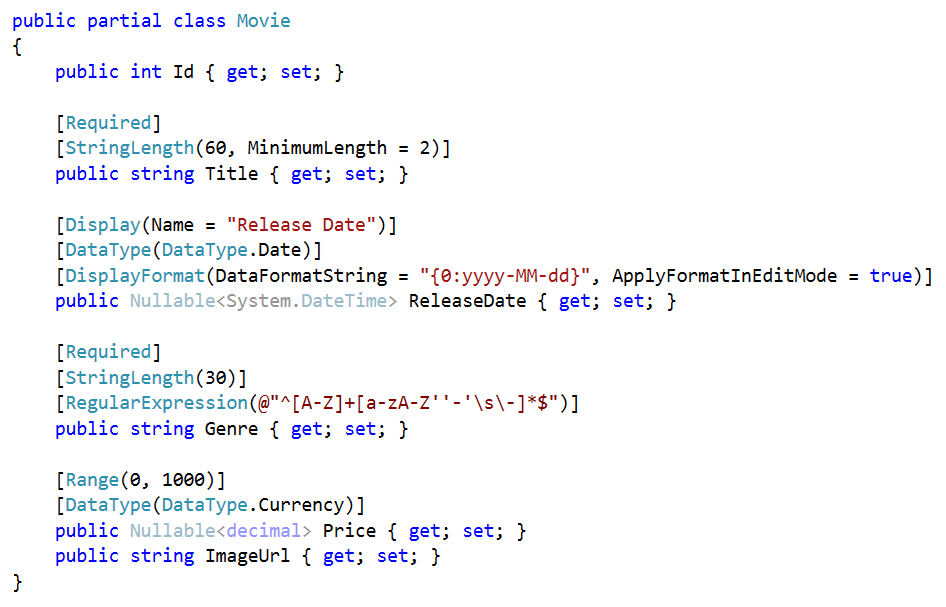 public partial class Movie
{
    public int Id { get; set; }

    [Required]
    [StringLength(60, MinimumLength = 2)]
    public string Title { get; set; }

    [Display(Name = "Release Date")]
    [DataType(DataType.Date)]
    [DisplayFormat(DataFormatString = "{0:yyyy-MM-dd}", ApplyFormatInEditMode = true)]
    public Nullable<System.DateTime> ReleaseDate { get; set; }

    [Required]
    [StringLength(30)]
    [RegularExpression(@"^[A-Z]+[a-zA-Z''-'\s\-]*$")]
    public string Genre { get; set; }

    [Range(0, 1000)]
    [DataType(DataType.Currency)]
    public Nullable<decimal> Price { get; set; }
    public string ImageUrl { get; set; }
}